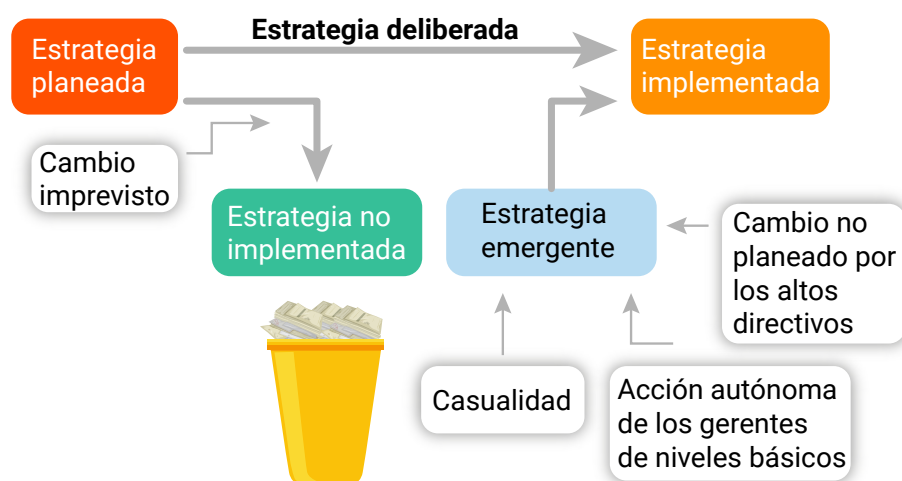 Estrategia
planeada
Estrategia deliberada
Estrategia
implementada
Cambio
imprevisto
Estrategia no
implementada
Estrategia
emergente
Cambio no
planeado por
los altos
directivos
Casualidad
Acción autónoma
de los gerentes
de niveles básicos